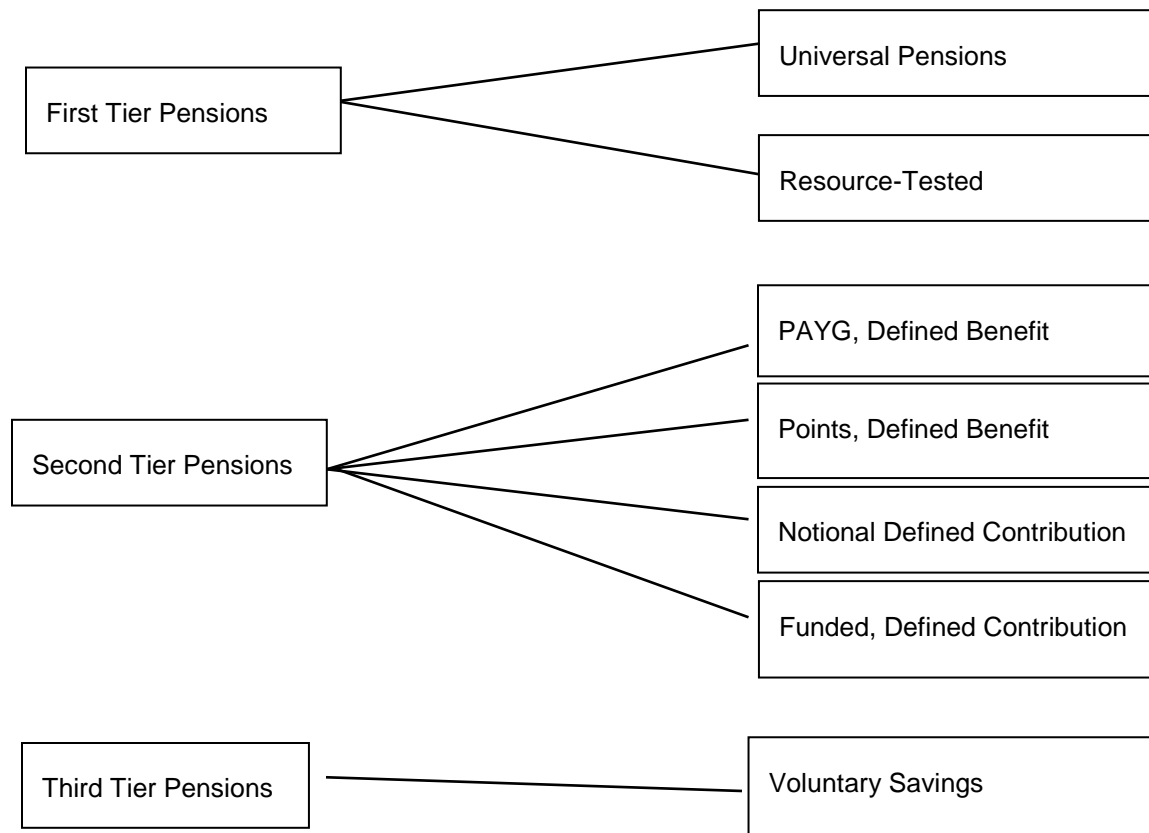 First Tier Pensions
Universal Pensions
Resource-Tested
Second Tier Pensions
PAYG, Defined Benefit
Points, Defined Benefit
Notional Defined Contribution
Funded, Defined Contribution
Third Tier Pensions
Voluntary Savings